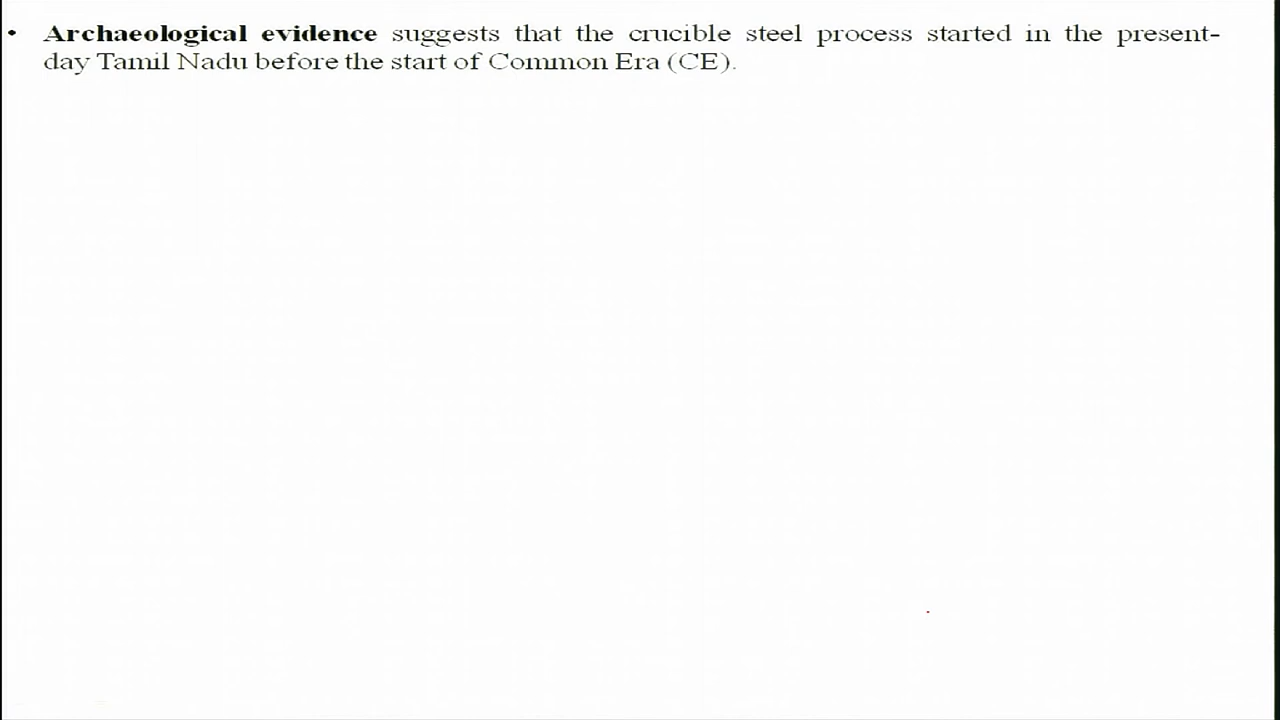 • Archaeological evidence suggests that the crucible steel process started in the present-
day Tamil Nadu before the start of Common Era (CE).